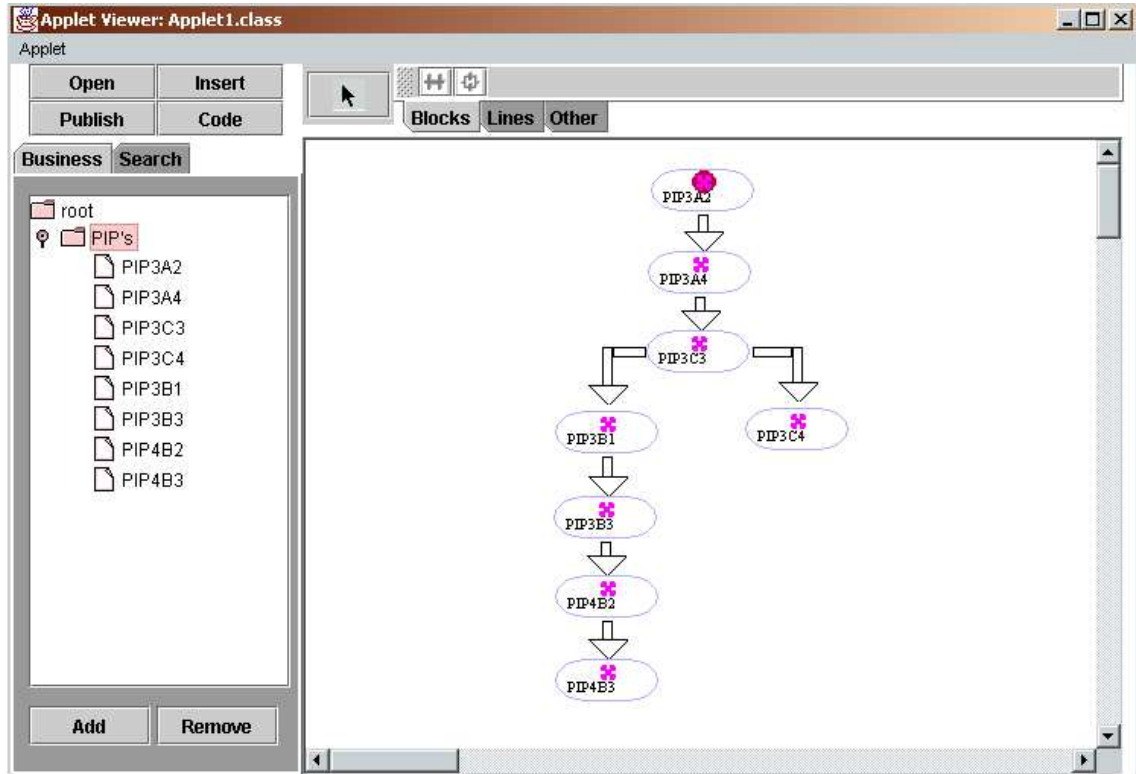 Applet Viewer: Applet1.class
Applet
Open
Insert
Publish
Code
Blocks
Lines
Other
Business
Search
root
PIP's
PIP3A2
PIP3A4
PIP3C3
PIP3C4
PIP3B1
PIP3B3
PIP4B2
PIP4B3
Add
Remove
PIP3A2
PIP3A4
PIP3C3
PIP3B1
PIP3C4
PIP3B3
PIP4B2
PIP4B3